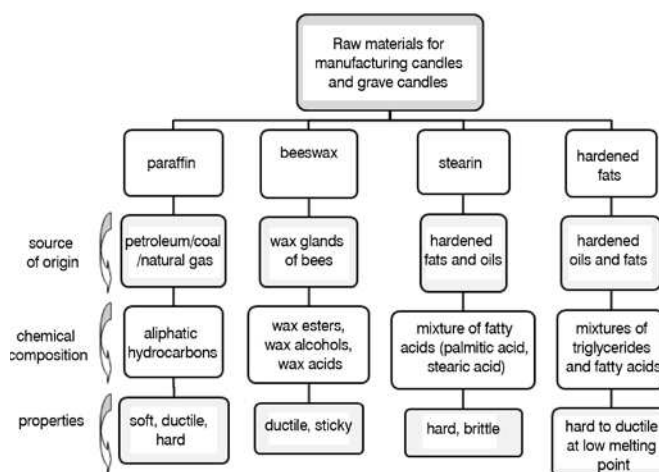 Raw materials for
manufacturing candles
and grave candles
paraffin
beeswax
stearin
hardened
fats
source
of origin
petroleum/coal
/natural gas
wax glands
of bees
hardened
fats and oils
hardened
oils and fats
chemical
composition
aliphatic
hydrocarbons
wax esters,
wax alcohols,
wax acids
mixture of fatty
acids (palmitic acid,
stearic acid)
mixtures of
triglycerides
and fatty acids
properties
soft, ductile,
hard
ductile, sticky
hard, brittle
hard to ductile
at low melting
point